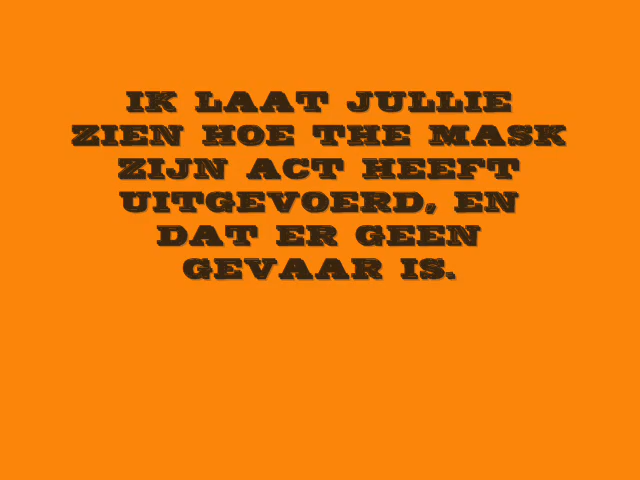 IK LAAT JULLIE
ZIEN HOE THE MASK
ZIJN ACT HEEFT
UITGEVOERD, EN
DAT ER GEEN
GEVAAR IS.